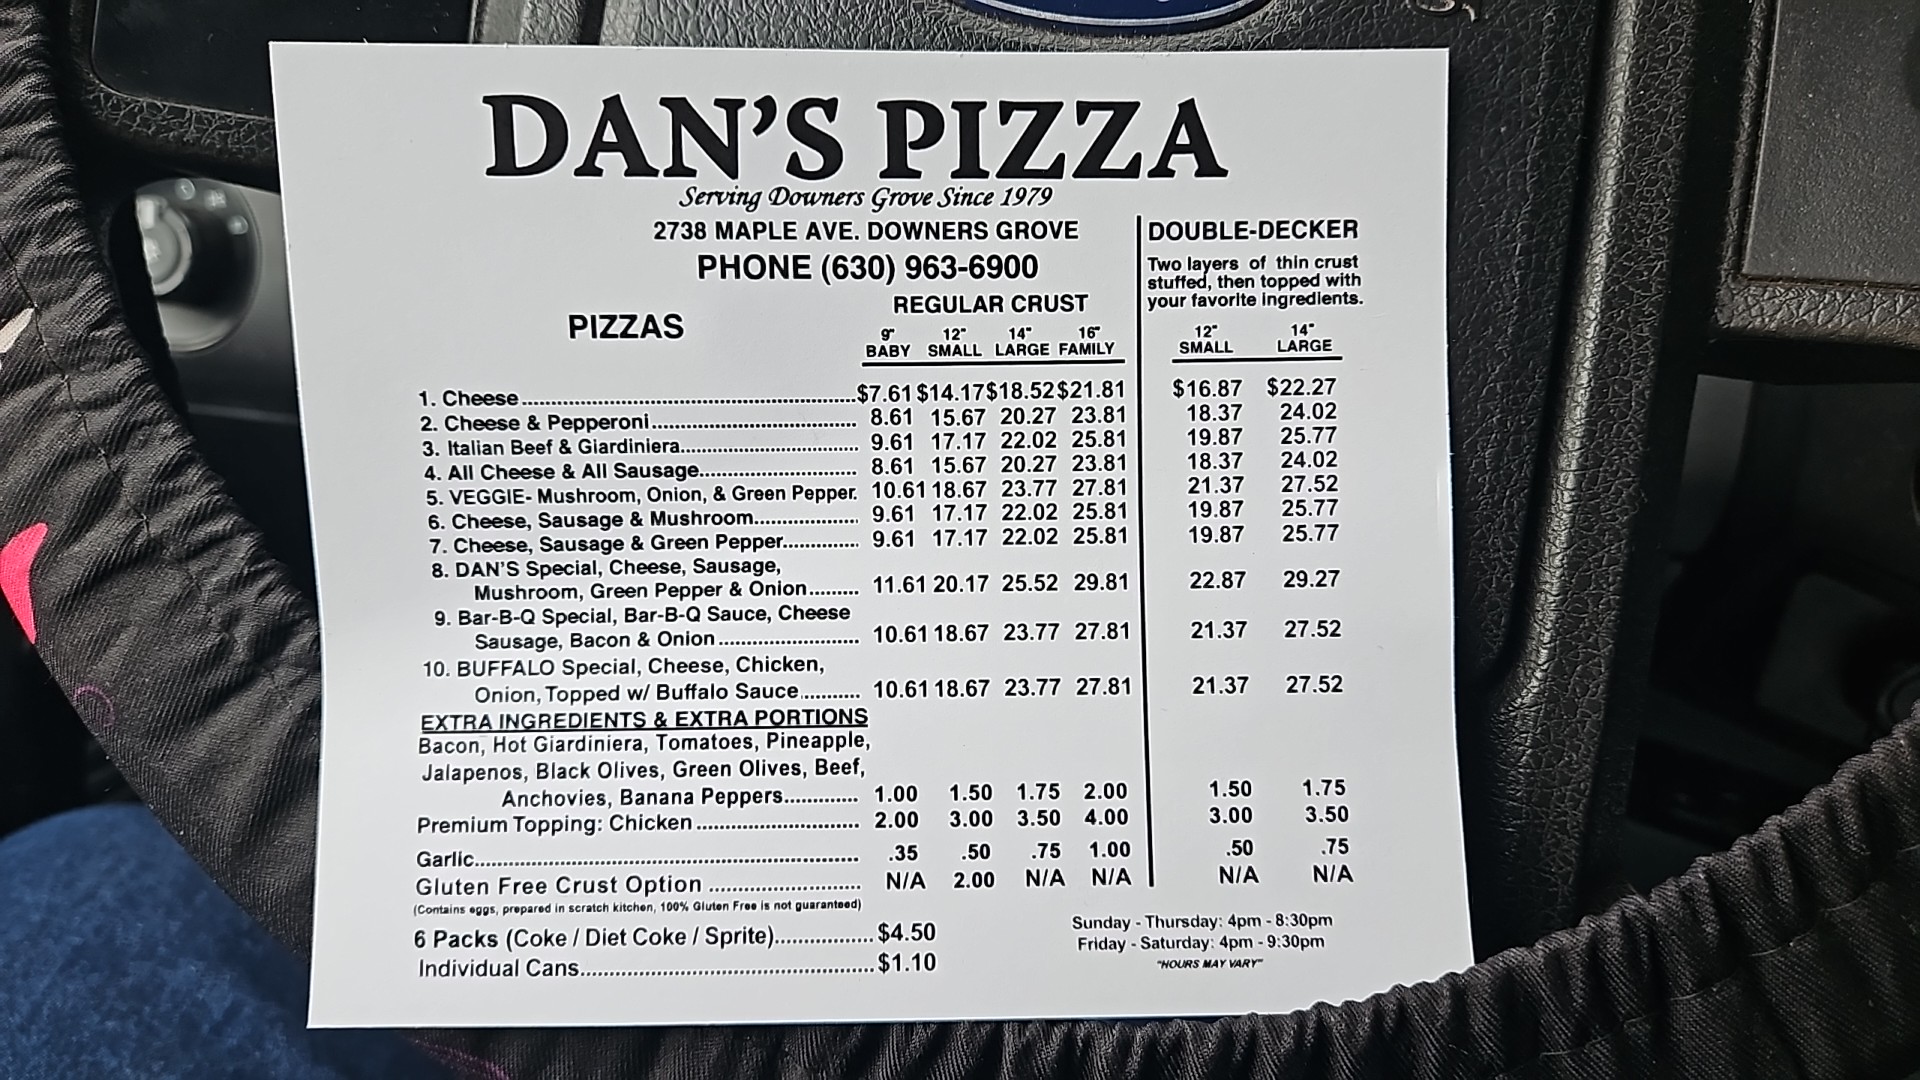 DAN'S PIZZA
Serving Downers Grove Since 1979
2738 MAPLE AVE. DOWNERS GROVE
PHONE (630) 963-6900
DOUBLE-DECKER
Two layers of thin crust
stuffed, then topped with
your favorite ingredients.
REGULAR CRUST
PIZZAS
9" 12" 14" 16" 12" 14"
BABY SMALL LARGE FAMILY SMALL LARGE
1. Cheese $7.61 $14.17 $18.52 $21.81 $16.87 $22.27
2. Cheese & Pepperoni 8.61 15.67 20.27 23.81 18.37 24.02
3. Italian Beef & Giardiniera 9.61 17.17 22.02 25.81 19.87 25.77
4. All Cheese & All Sausage 8.61 15.67 20.27 23.81 18.37 24.02
5. VEGGIE- Mushroom, Onion, & Green Pepper. 10.61 18.67 23.77 27.81 21.37 27.52
6. Cheese, Sausage & Mushroom 9.61 17.17 22.02 25.81 19.87 25.77
7. Cheese, Sausage & Green Pepper 9.61 17.17 22.02 25.81 19.87 25.77
8. DAN'S Special, Cheese, Sausage,
Mushroom, Green Pepper & Onion 11.61 20.17 25.52 29.81 22.87 29.27
9. Bar-B-Q Special, Bar-B-Q Sauce, Cheese
Sausage, Bacon & Onion 10.61 18.67 23.77 27.81 21.37 27.52
10. BUFFALO Special, Cheese, Chicken,
Onion, Topped w/ Buffalo Sauce 10.61 18.67 23.77 27.81 21.37 27.52
EXTRA INGREDIENTS & EXTRA PORTIONS
Bacon, Hot Giardiniera, Tomatoes, Pineapple,
Jalapenos, Black Olives, Green Olives, Beef,
Anchovies, Banana Peppers 1.00 1.50 1.75 2.00 1.50 1.75
Premium Topping: Chicken 2.00 3.00 3.50 4.00 3.00 3.50
Garlic .35 .50 .75 1.00 .50 .75
Gluten Free Crust Option N/A 2.00 N/A N/A N/A N/A
(Contains eggs, prepared in scratch kitchen, 100% Gluten Free is not guaranteed)
6 Packs (Coke / Diet Coke / Sprite) $4.50
Individual Cans $1.10
Sunday - Thursday: 4pm - 8:30pm
Friday - Saturday: 4pm - 9:30pm
"HOURS MAY VARY"